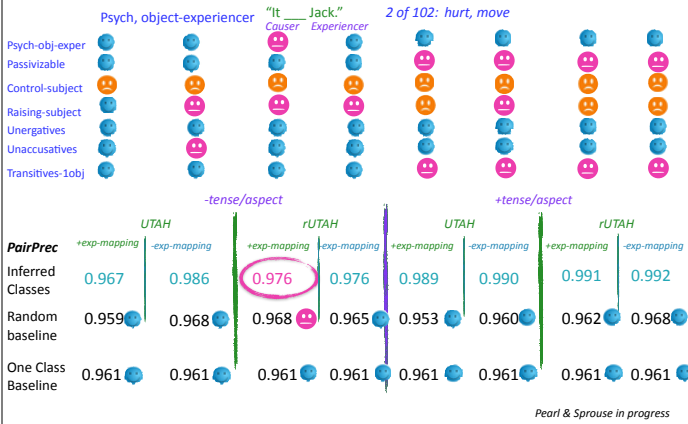 Psych, object-experiencer “It ___ Jack.” 2 of 102: hurt, move
Causer Experiencer
Psych-obj-exper
Passivizable
Control-subject
Raising-subject
Unergatives
Unaccusatives
Transitives-1obj
-tense/aspect +tense/aspect
UTAH rUTAH UTAH rUTAH
PairPrec +exp-mapping -exp-mapping +exp-mapping -exp-mapping +exp-mapping -exp-mapping +exp-mapping -exp-mapping
Inferred Classes 0.967 0.986 0.976 0.976 0.989 0.990 0.991 0.992
Random baseline 0.959 0.968 0.968 0.965 0.953 0.960 0.962 0.968
One Class Baseline 0.961 0.961 0.961 0.961 0.961 0.961 0.961 0.961
Pearl & Sprouse in progress